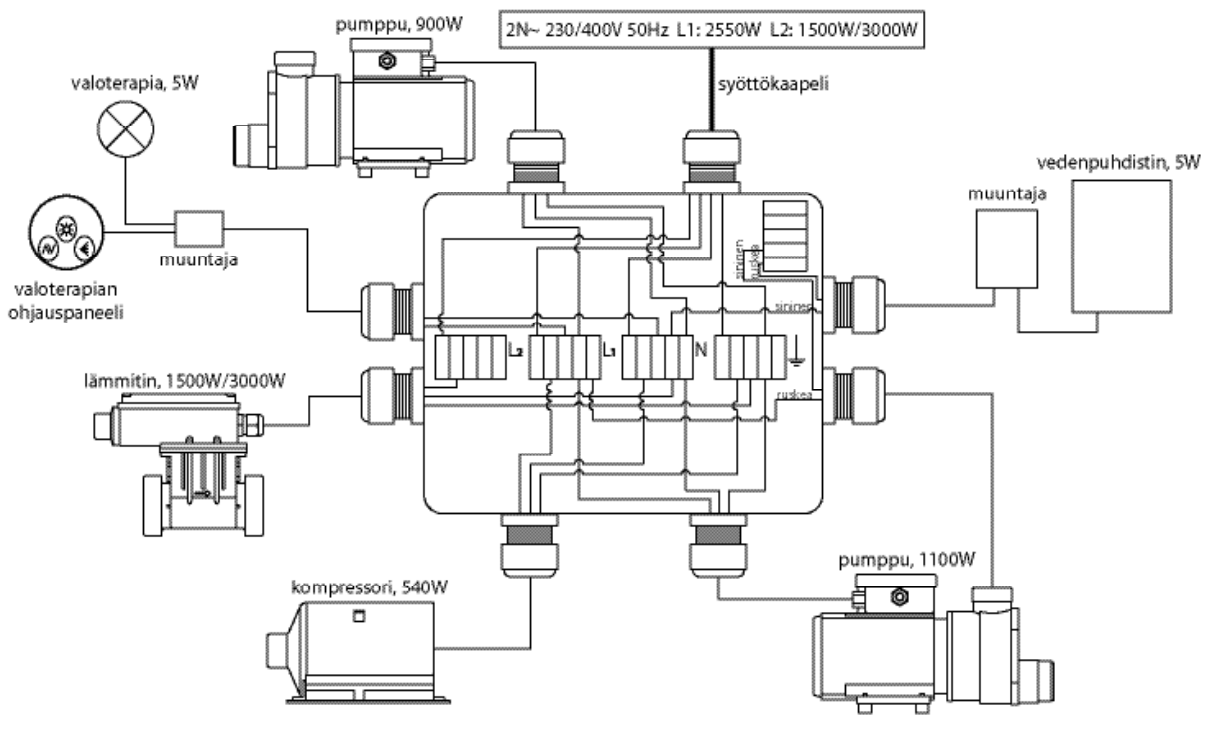 pumppu, 900W
2N~ 230/400V 50Hz L1: 2550W L2: 1500W/3000W
syöttökaapeli
valoterapia, 5W
vedenpuhdistin, 5W
muuntaja
muuntaja
valoterapian
ohjauspaneeli
sininen
ruskea
sininen
L2
L1
N
lämmitin, 1500W/3000W
ruskea
pumppu, 1100W
kompressori, 540W